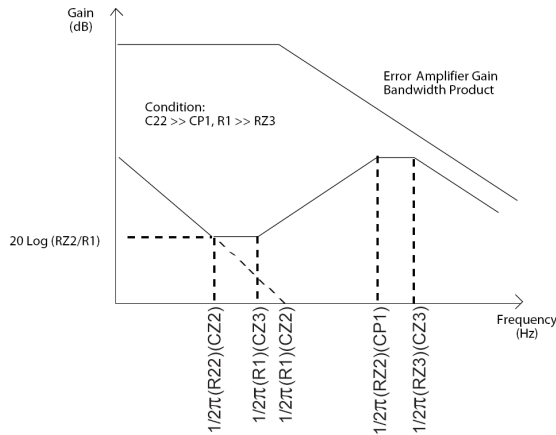 Gain
(dB)
Error Amplifier Gain
Bandwidth Product
Condition:
C22 >> CP1, R1 >> RZ3
20 Log (RZ2/R1)
Frequency
(Hz)
1/2π(R22)(CZ2)
1/2π(R1)(CZ3)
1/2π(R1)(CZ2)
1/2π(RZ2)(CP1)
1/2π(RZ3)(CZ3)